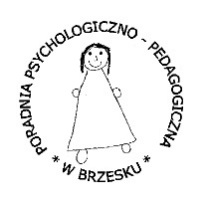 PORADNIA PSYCHOLOGICZNO - PEDAGOGICZNA
* W BRZESKU *